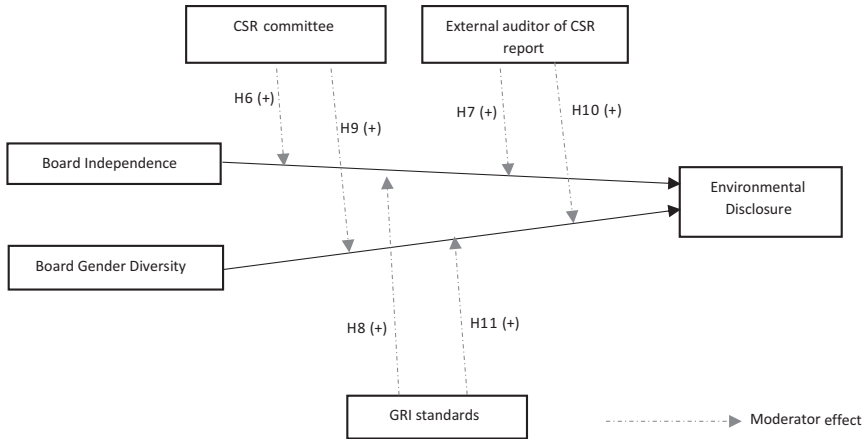 CSR committee
External auditor of CSR
report
H6 (+)
H9 (+)
H7 (+)
H10 (+)
Board Independence
Environmental
Disclosure
Board Gender Diversity
H8 (+)
H11 (+)
GRI standards
Moderator effect